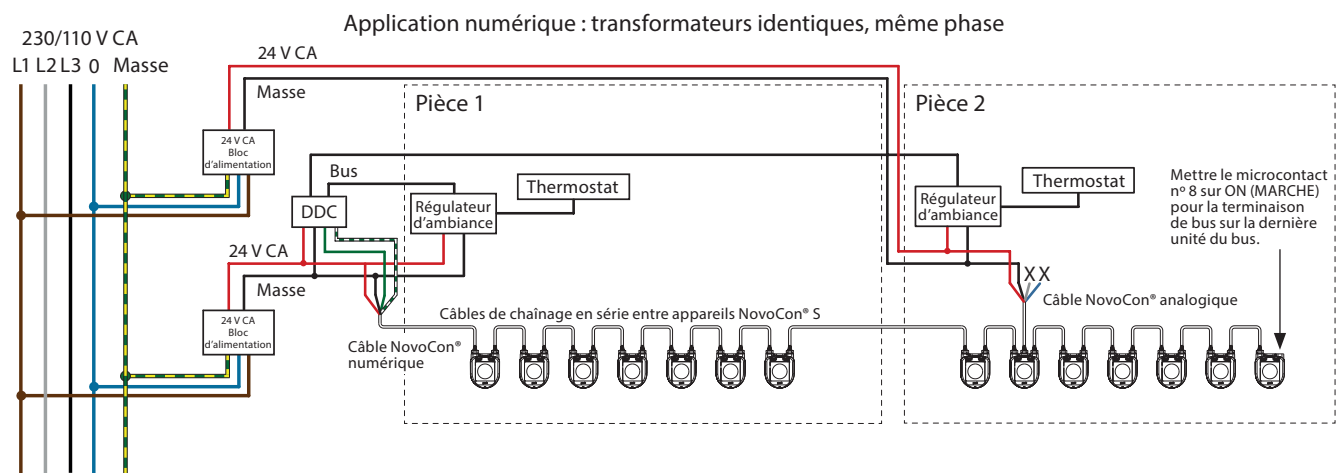 Application numérique : transformateurs identiques, même phase
230/110 V CA
L1 L2 L3 0 Masse
24 V CA
Masse
24 V CA
Bloc
d'alimentation
Pièce 1
Pièce 2
Bus
DDC
Régulateur
d'ambiance
Thermostat
Régulateur
d'ambiance
Thermostat
Mettre le microcontact
nº 8 sur ON (MARCHE)
pour la terminaison
de bus sur la dernière
unité du bus.
24 V CA
Masse
24 V CA
Bloc
d'alimentation
X X
Câble NovoCon® analogique
Câbles de chaînage en série entre appareils NovoCon® S
Câble NovoCon®
numérique